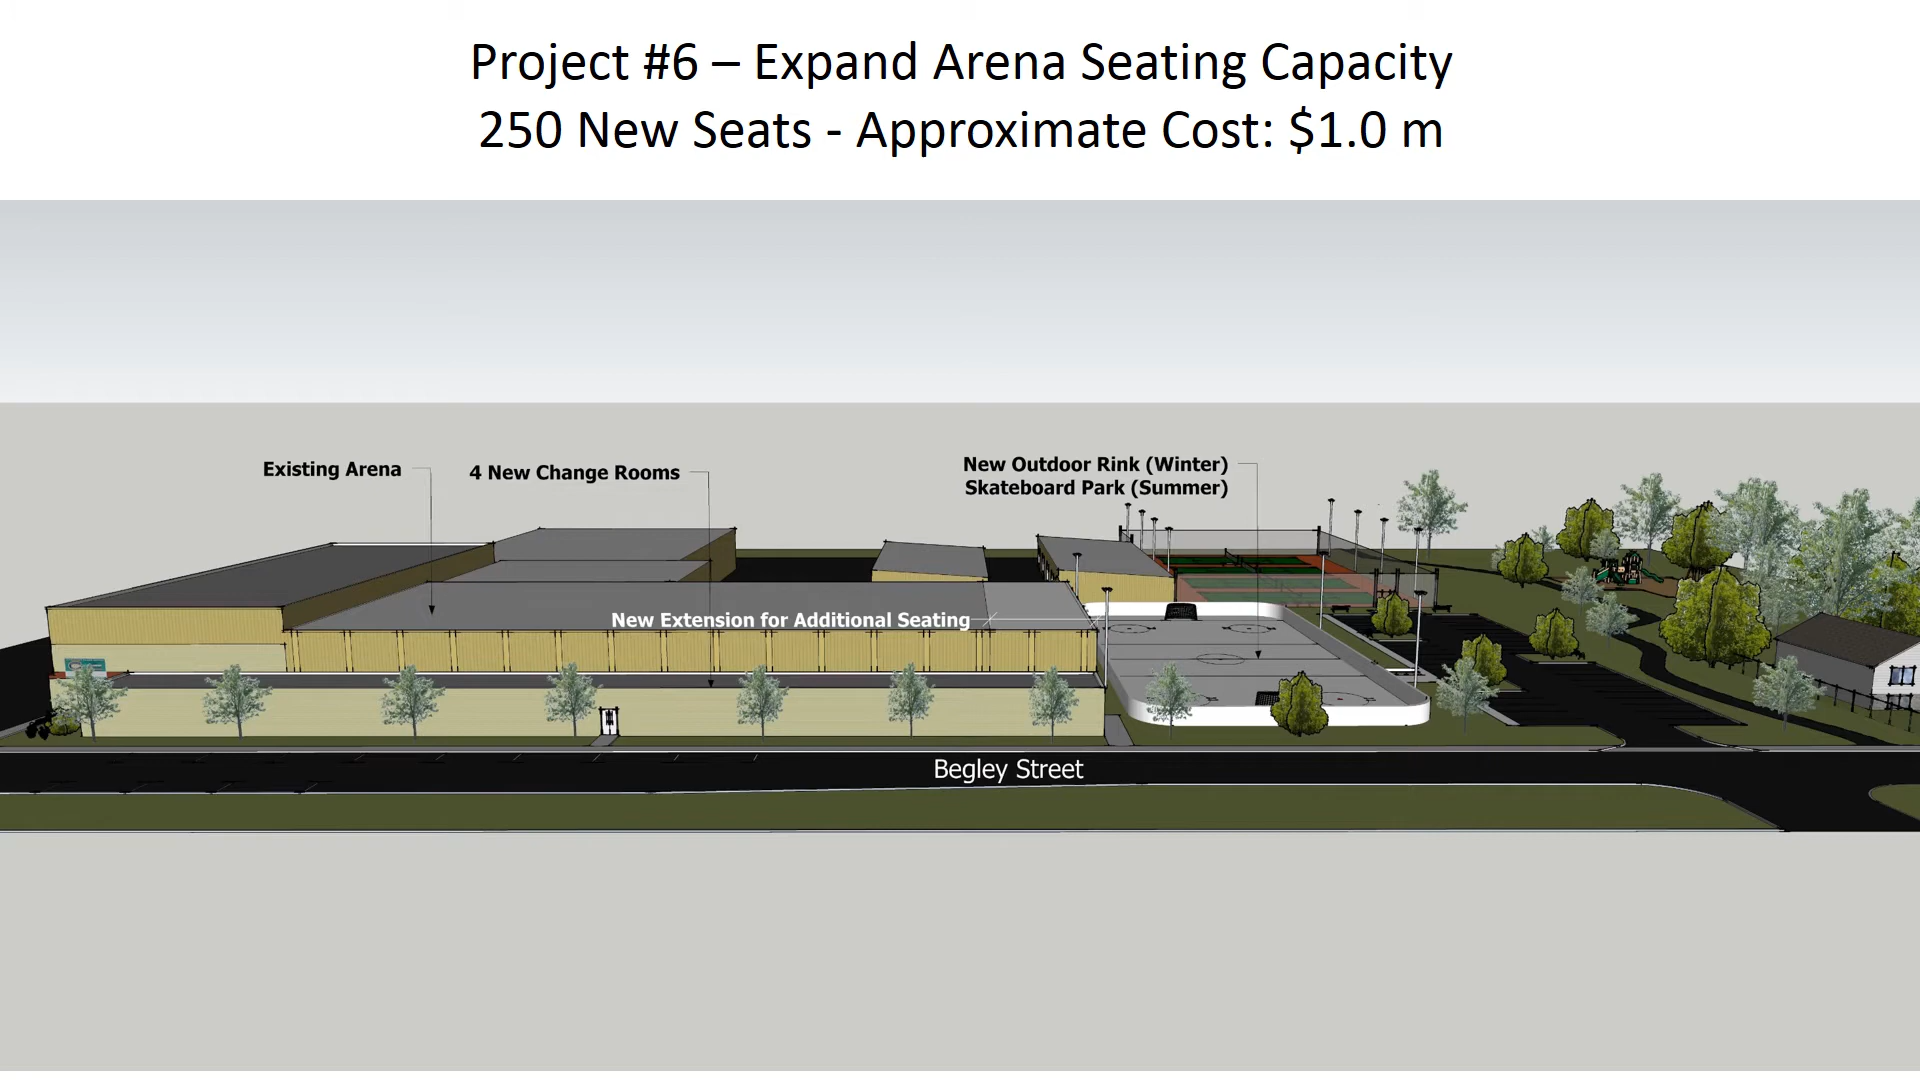 Project #6 – Expand Arena Seating Capacity
250 New Seats - Approximate Cost: $1.0 m
Existing Arena
4 New Change Rooms
New Outdoor Rink (Winter)
Skateboard Park (Summer)
New Extension for Additional Seating
Begley Street